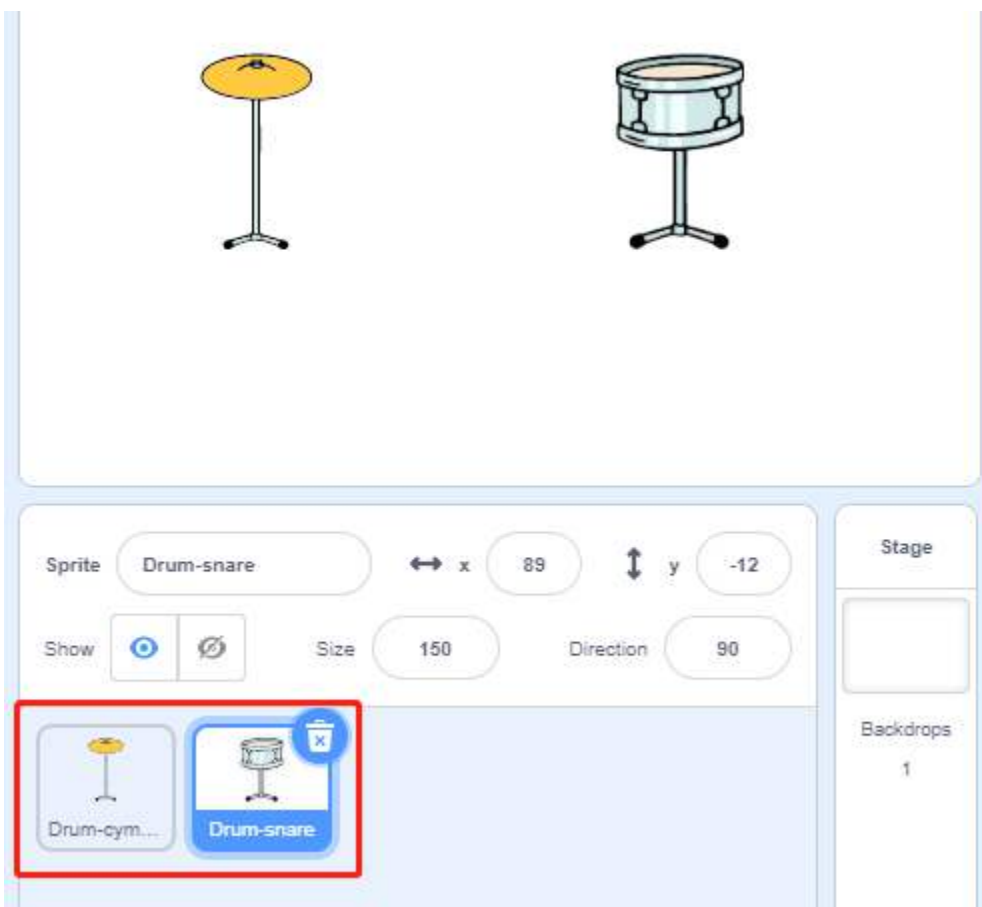 Sprite Drum-snare x 89 y -12
Show Size 150 Direction 90
Drum-cym... Drum-snare
Stage
Backdrops
1